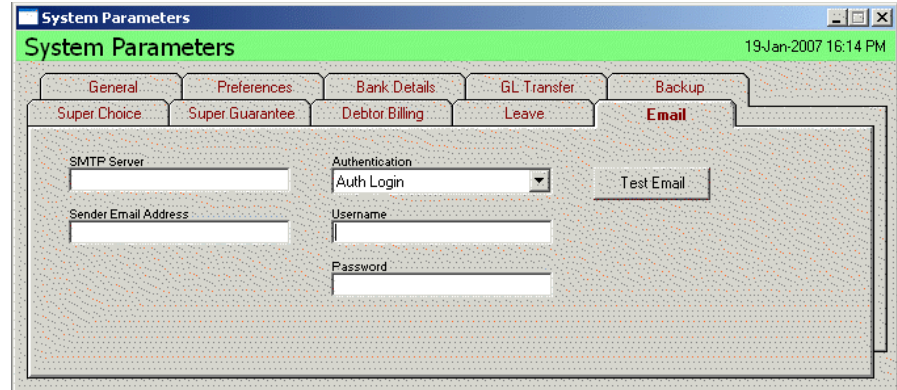 System Parameters
System Parameters 19-Jan-2007 16:14 PM
General Preferences Bank Details GL Transfer Backup
Super Choice Super Guarantee Debtor Billing Leave Email
SMTP Server Authentication
Auth Login Test Email
Sender Email Address Username
Password